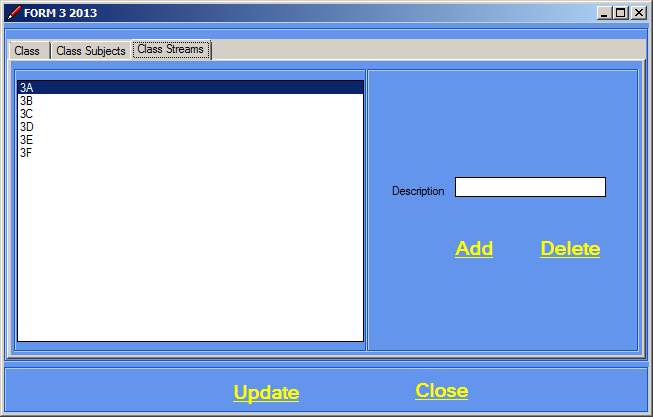 FORM 3 2013
Class Class Subjects Class Streams
3A
3B
3C
3D
3E
3F
Description
Add Delete
Update Close